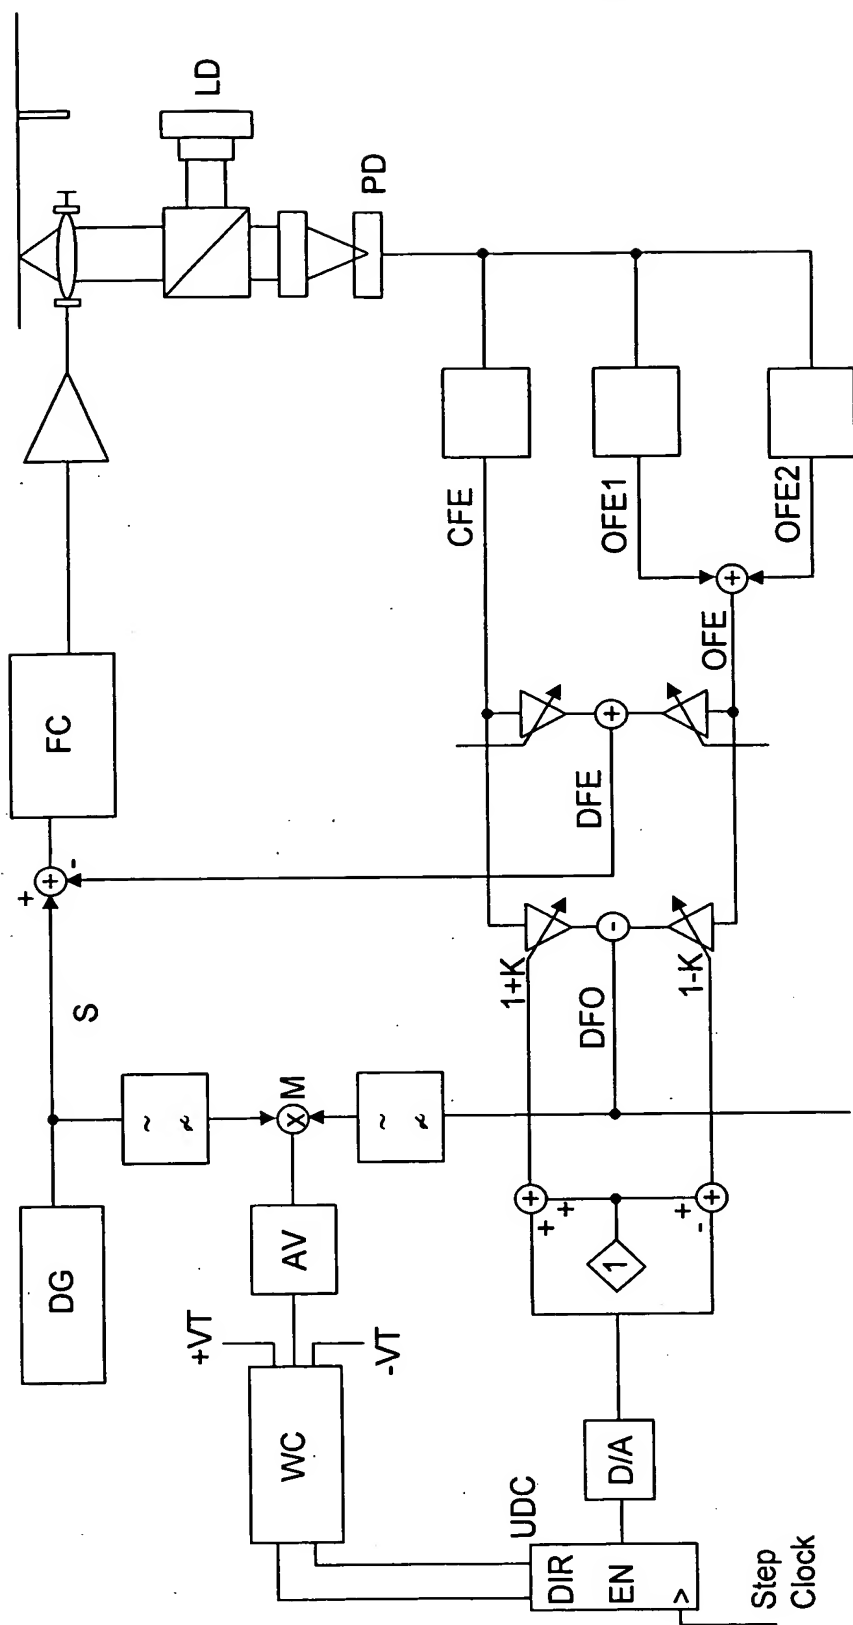 LD
PD
FC
CFE
OFE1
OFE2
+
OFE
+
DFE
+
-
+
S
1+K
-
DFO
1-K
DG
~
~
x
M
~
~
AV
+
+
+
1
+
+
-
+VT
-VT
WC
D/A
UDC
DIR
EN
>
Step
Clock